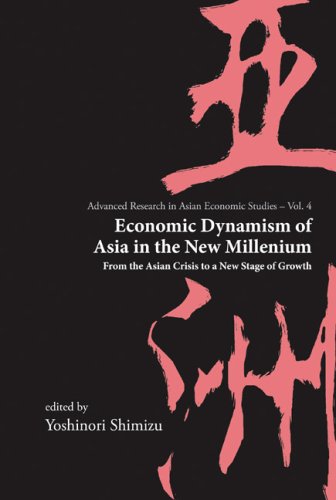 亜
洲
Advanced Research in Asian Economic Studies – Vol. 4
Economic Dynamism of
Asia in the New Millenium
From the Asian Crisis to a New Stage of Growth
edited by
Yoshinori Shimizu